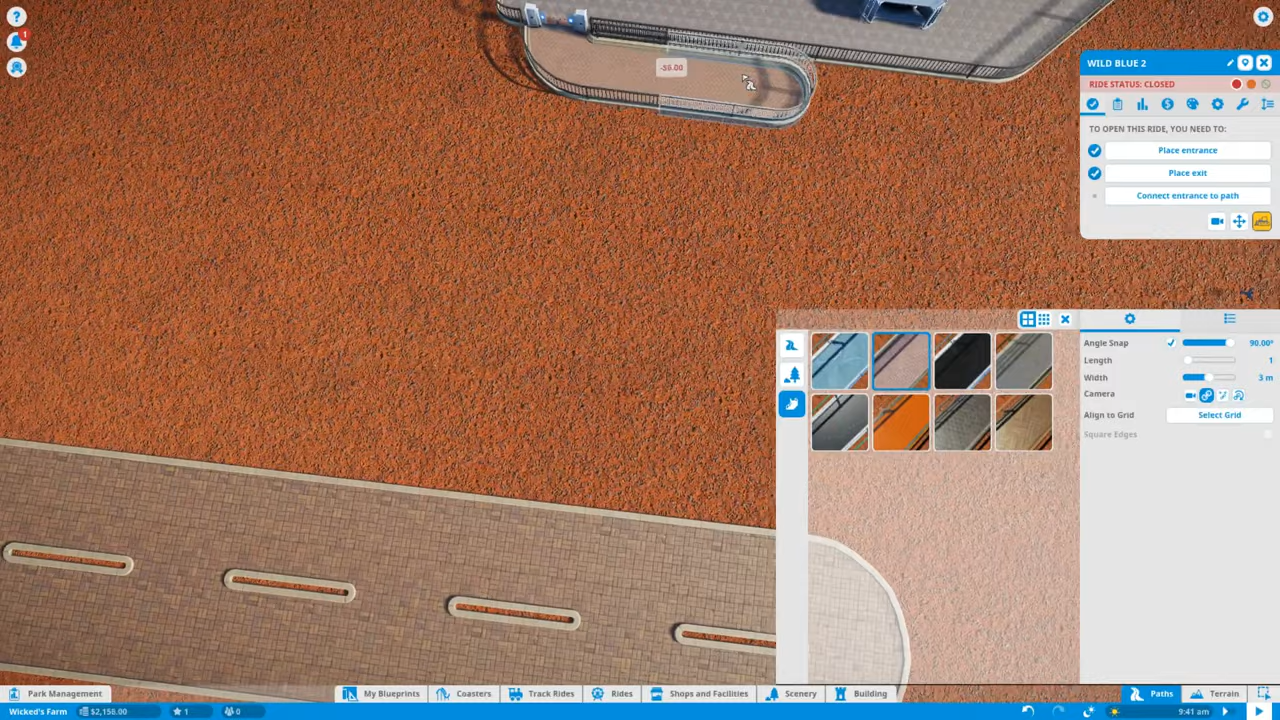 ?
1
-$6.00
WILD BLUE 2
RIDE STATUS: CLOSED
TO OPEN THIS RIDE, YOU NEED TO:
Place entrance
Place exit
Connect entrance to path
Angle Snap 90.00°
Length 1
Width 3 m
Camera
Align to Grid Select Grid
Square Edges
Park Management My Blueprints Coasters Track Rides Rides Shops and Facilities Scenery Building Paths Terrain
Wicked's Farm $2,156.00 1 0 9:41 am